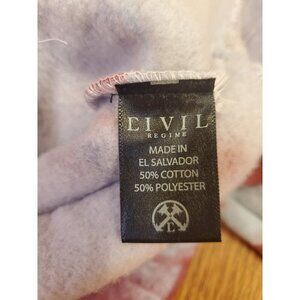 CIVIL
REGIME
MADE IN
EL SALVADOR
50% COTTON
50% POLYESTER